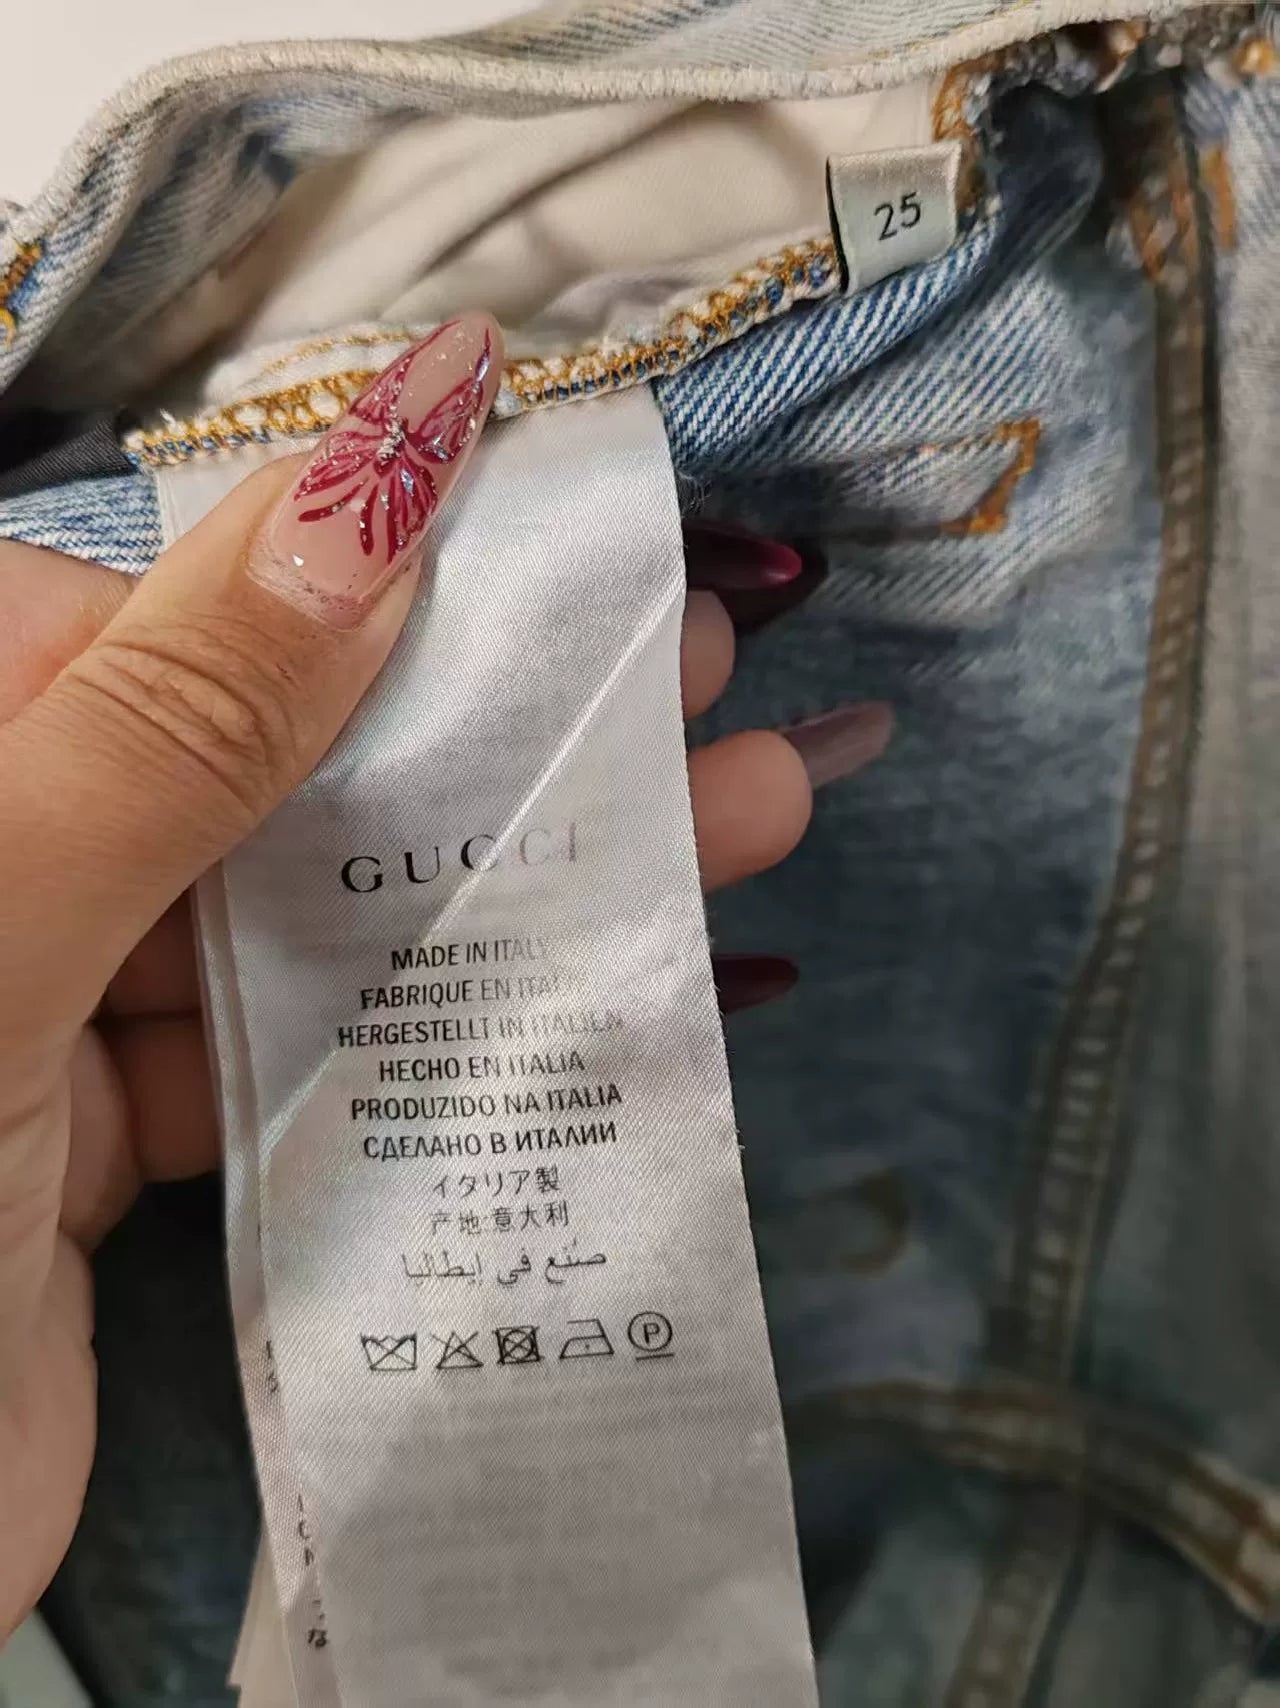 25
GUCCI
MADE IN ITALY
FABRIQUE EN ITALIE
HERGESTELLT IN ITALIEN
HECHO EN ITALIA
PRODUZIDO NA ITALIA
СДЕЛАНО В ИТАЛИИ
イタリア製
产地:意大利
صنع في إيطاليا
P